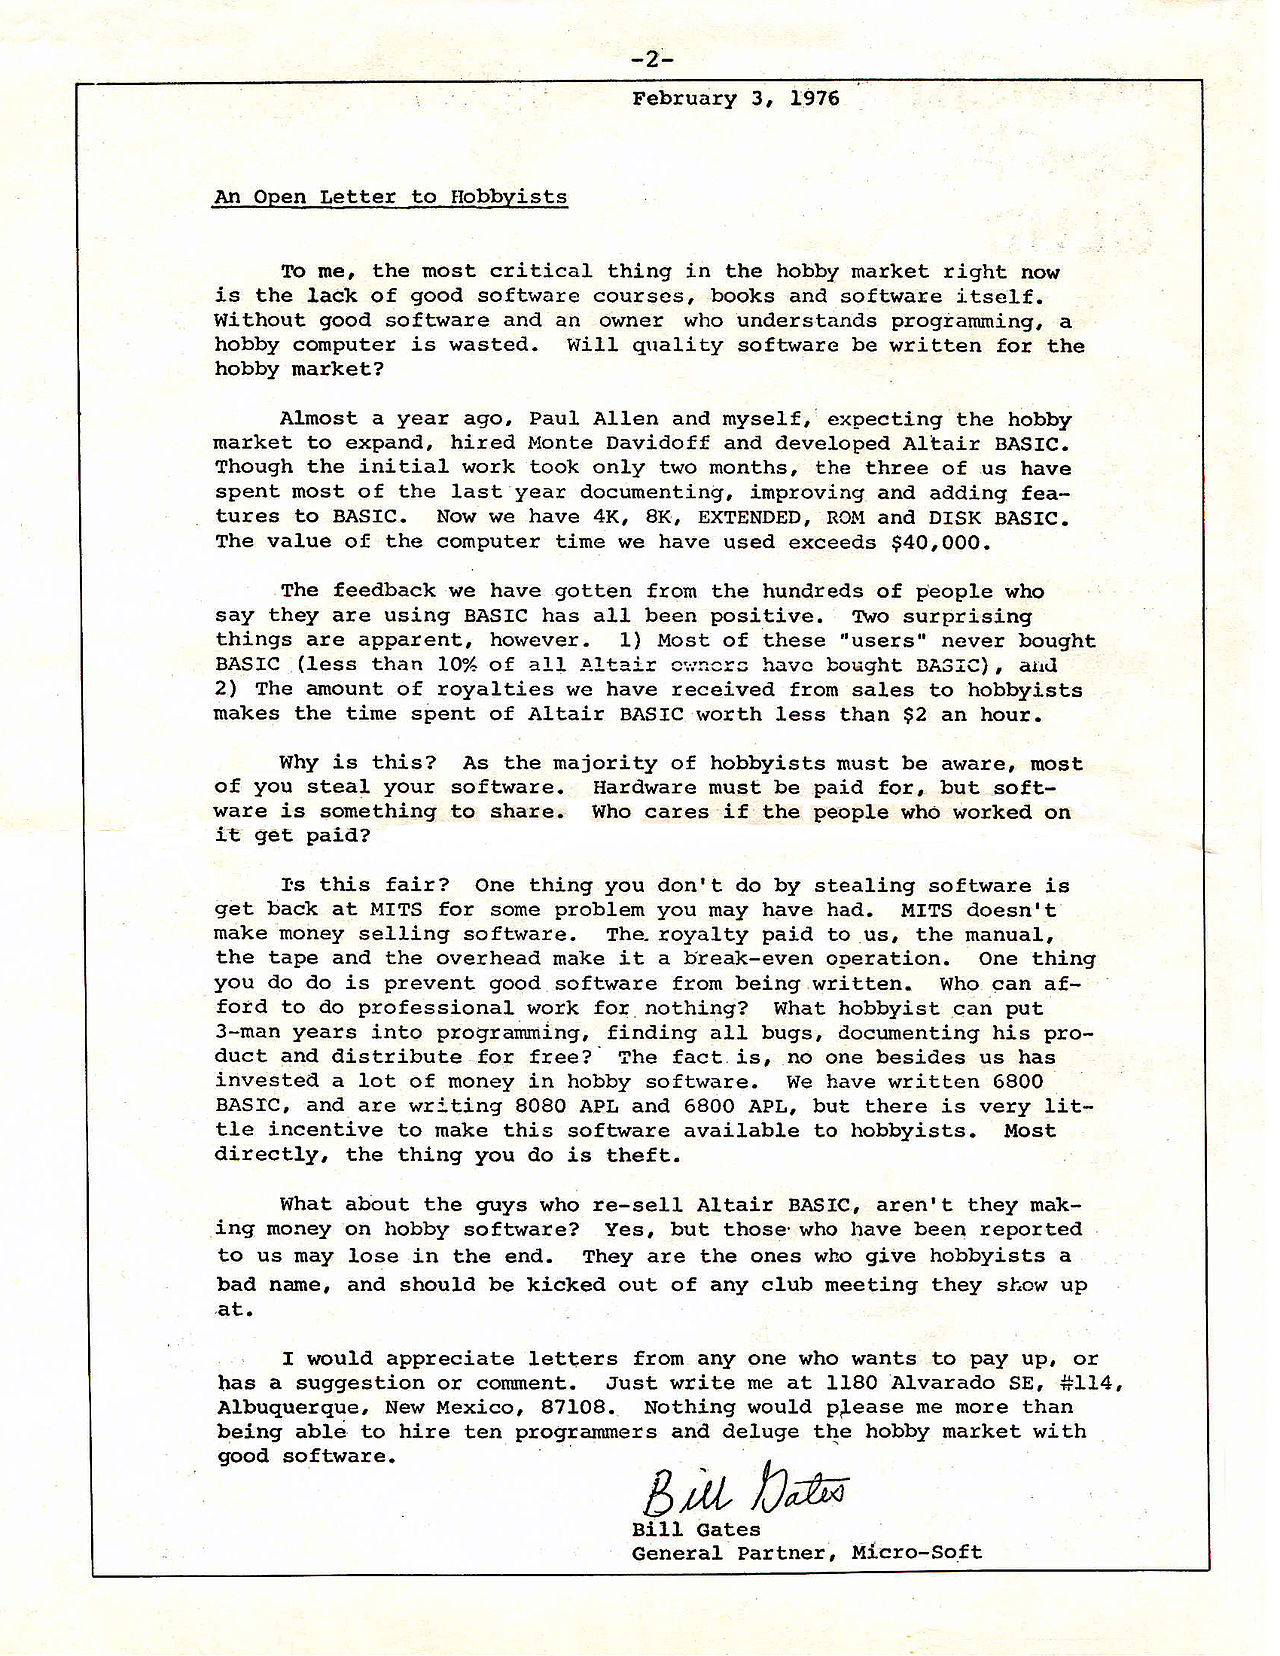 -2-
February 3, 1976
An Open Letter to Hobbyists
To me, the most critical thing in the hobby market right now
is the lack of good software courses, books and software itself.
Without good software and an owner who understands programming, a
hobby computer is wasted. Will quality software be written for the
hobby market?
Almost a year ago, Paul Allen and myself, expecting the hobby
market to expand, hired Monte Davidoff and developed Altair BASIC.
Though the initial work took only two months, the three of us have
spent most of the last year documenting, improving and adding fea-
tures to BASIC. Now we have 4K, 8K, EXTENDED, ROM and DISK BASIC.
The value of the computer time we have used exceeds $40,000.
The feedback we have gotten from the hundreds of people who
say they are using BASIC has all been positive. Two surprising
things are apparent, however. 1) Most of these "users" never bought
BASIC (less than 10% of all Altair owners have bought BASIC), and
2) The amount of royalties we have received from sales to hobbyists
makes the time spent of Altair BASIC worth less than $2 an hour.
Why is this? As the majority of hobbyists must be aware, most
of you steal your software. Hardware must be paid for, but soft-
ware is something to share. Who cares if the people who worked on
it get paid?
Is this fair? One thing you don't do by stealing software is
get back at MITS for some problem you may have had. MITS doesn't
make money selling software. The royalty paid to us, the manual,
the tape and the overhead make it a break-even operation. One thing
you do do is prevent good software from being written. Who can af-
ford to do professional work for nothing? What hobbyist can put
3-man years into programming, finding all bugs, documenting his pro-
duct and distribute for free? The fact is, no one besides us has
invested a lot of money in hobby software. We have written 6800
BASIC, and are writing 8080 APL and 6800 APL, but there is very lit-
tle incentive to make this software available to hobbyists. Most
directly, the thing you do is theft.
What about the guys who re-sell Altair BASIC, aren't they mak-
ing money on hobby software? Yes, but those who have been reported
to us may lose in the end. They are the ones who give hobbyists a
bad name, and should be kicked out of any club meeting they show up
at.
I would appreciate letters from any one who wants to pay up, or
has a suggestion or comment. Just write me at 1180 Alvarado SE, #114,
Albuquerque, New Mexico, 87108. Nothing would please me more than
being able to hire ten programmers and deluge the hobby market with
good software.
Bill Gates
Bill Gates
General Partner, Micro-Soft